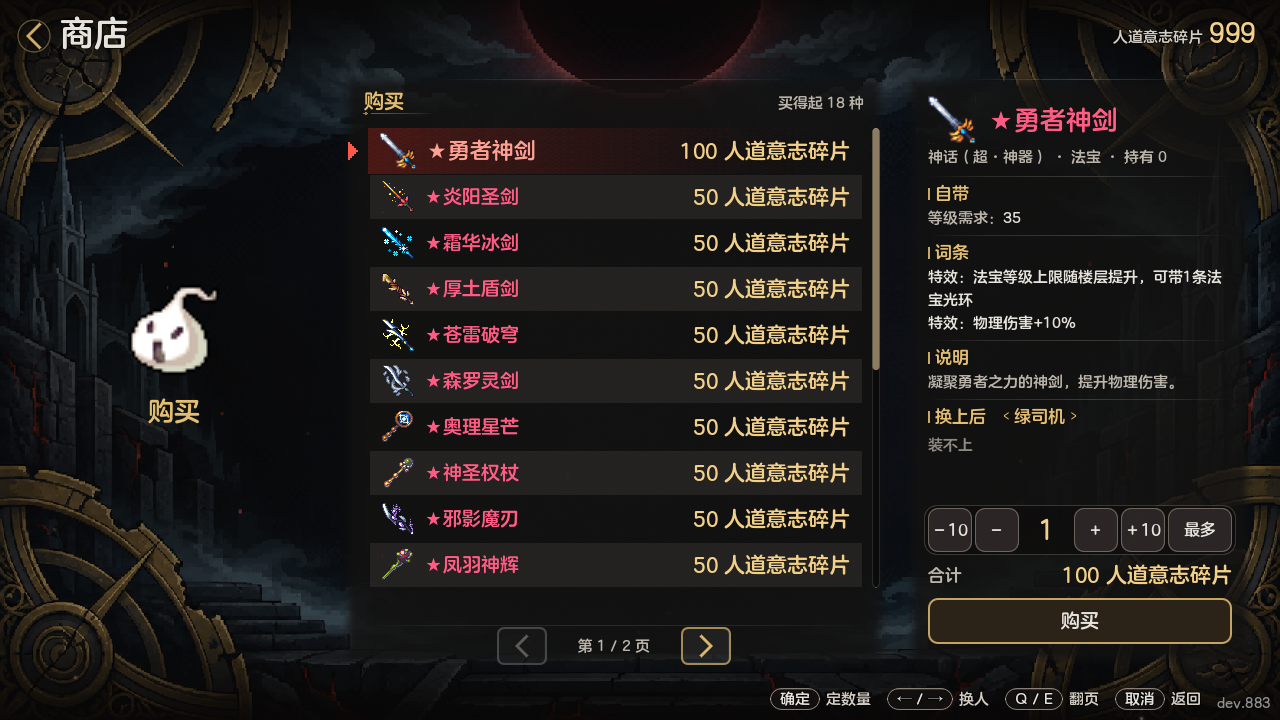 商店
人道意志碎片 999
购买
买得起 18 种
★勇者神剑 100 人道意志碎片
★炎阳圣剑 50 人道意志碎片
★霜华冰剑 50 人道意志碎片
★厚土盾剑 50 人道意志碎片
★苍雷破穹 50 人道意志碎片
★森罗灵剑 50 人道意志碎片
★奥理星芒 50 人道意志碎片
★神圣权杖 50 人道意志碎片
★邪影魔刃 50 人道意志碎片
★凤羽神辉 50 人道意志碎片
第 1 / 2 页
购买
★勇者神剑
神话（超·神器）· 法宝 · 持有 0
自带
等级需求：35
词条
特效：法宝等级上限随楼层提升，可带1条法
宝光环
特效：物理伤害+10%
说明
凝聚勇者之力的神剑，提升物理伤害。
换上后 ‹ 绿司机 ›
装不上
−10 − 1 + +10 最多
合计 100 人道意志碎片
购买
确定 定数量 ←/→ 换人 Q / E 翻页 取消 返回 dev.883